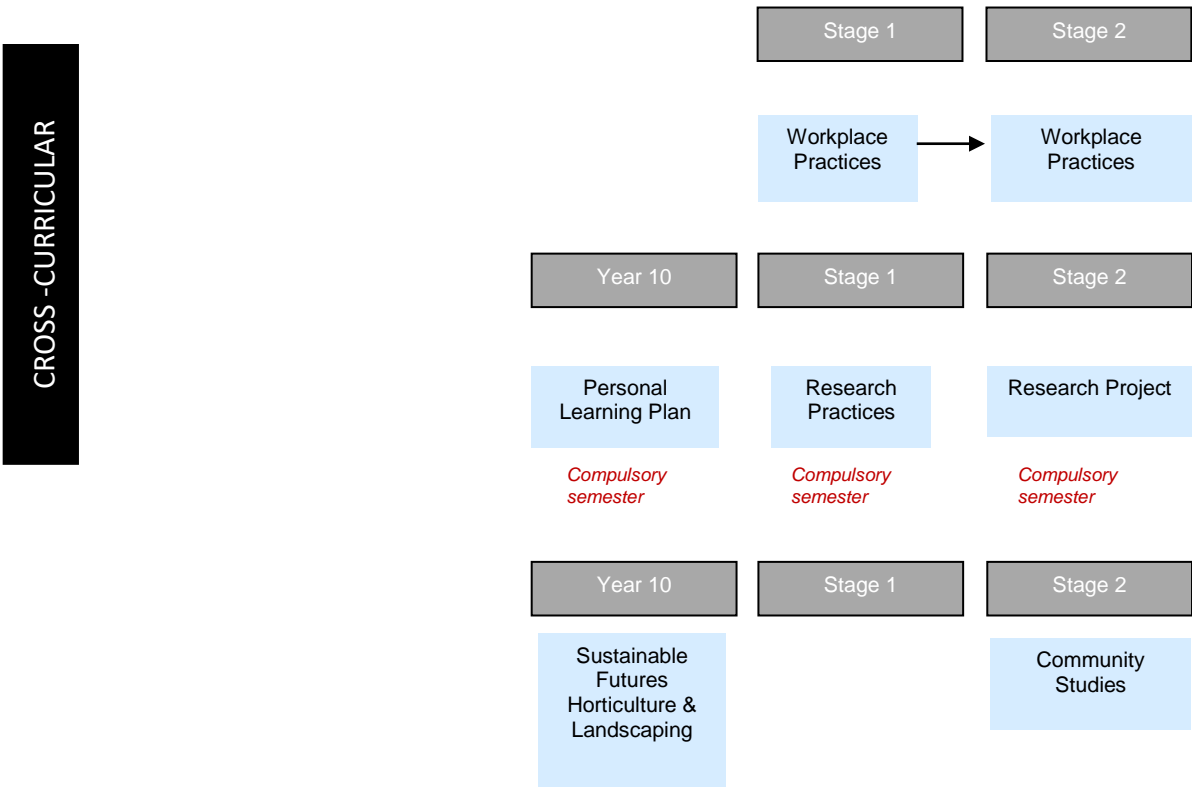 CROSS -CURRICULAR
Stage 1
Stage 2
Workplace
Practices
Workplace
Practices
Year 10
Stage 1
Stage 2
Personal
Learning Plan
Research
Practices
Research Project
Compulsory
semester
Compulsory
semester
Compulsory
semester
Year 10
Stage 1
Stage 2
Sustainable
Futures
Horticulture &
Landscaping
Community
Studies